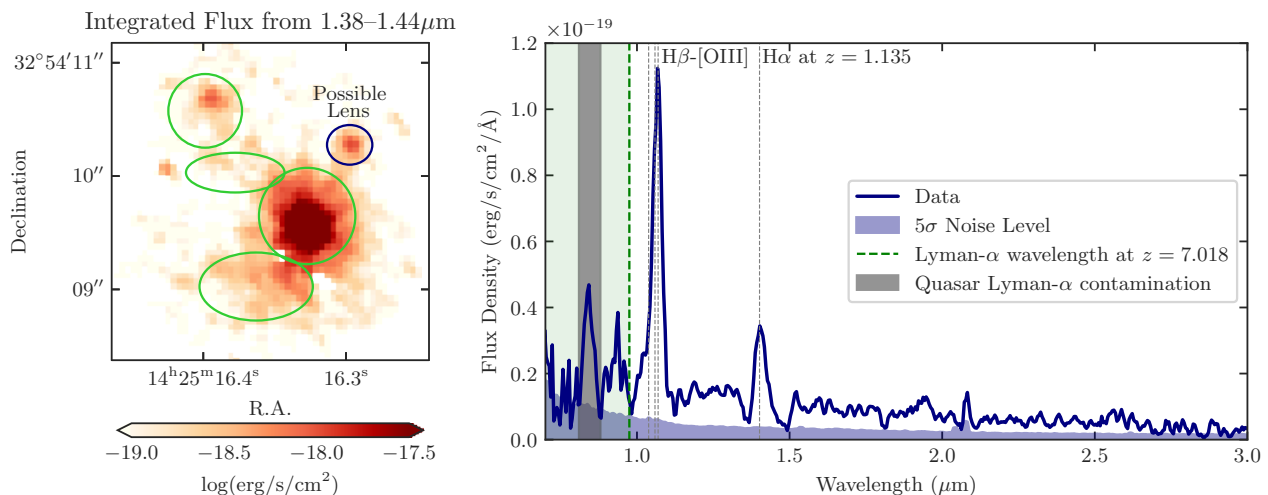 Integrated Flux from 1.38–1.44μm
32°54′11″
10″
09″
Declination
Possible
Lens
14ʰ25ᵐ16.4ˢ
16.3ˢ
R.A.
−19.0
−18.5
−18.0
−17.5
log(erg/s/cm²)
×10⁻¹⁹
1.2
1.0
0.8
0.6
0.4
0.2
0.0
Flux Density (erg/s/cm²/Å)
Hβ-[OIII]
Hα at z = 1.135
Data
5σ Noise Level
Lyman-α wavelength at z = 7.018
Quasar Lyman-α contamination
1.0
1.5
2.0
2.5
3.0
Wavelength (μm)